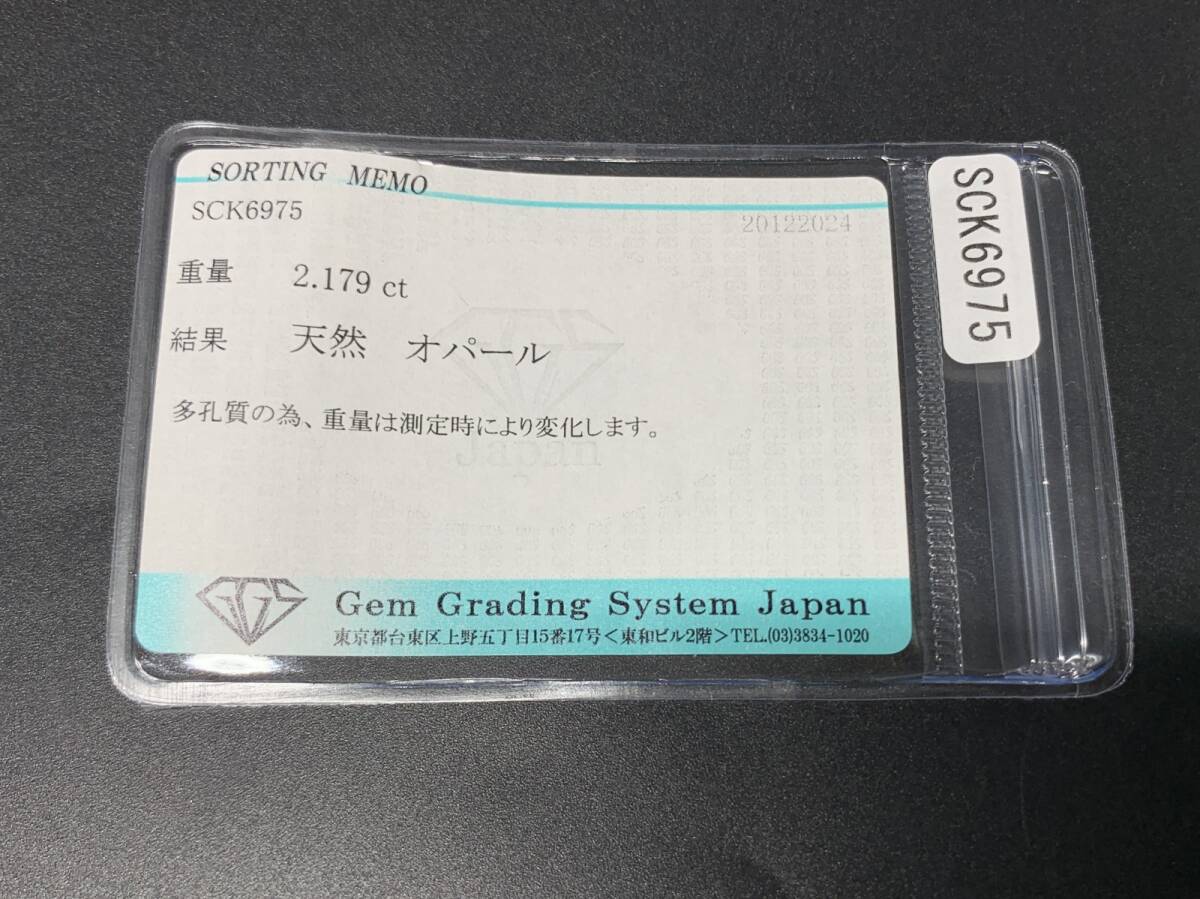 SORTING MEMO
SCK6975
20122024
重量 2.179 ct
結果 天然 オパール
多孔質の為、重量は測定時により変化します。
Japan
GGS
Gem Grading System Japan
東京都台東区上野五丁目15番17号＜東和ビル2階＞TEL.(03)3834-1020
SCK6975